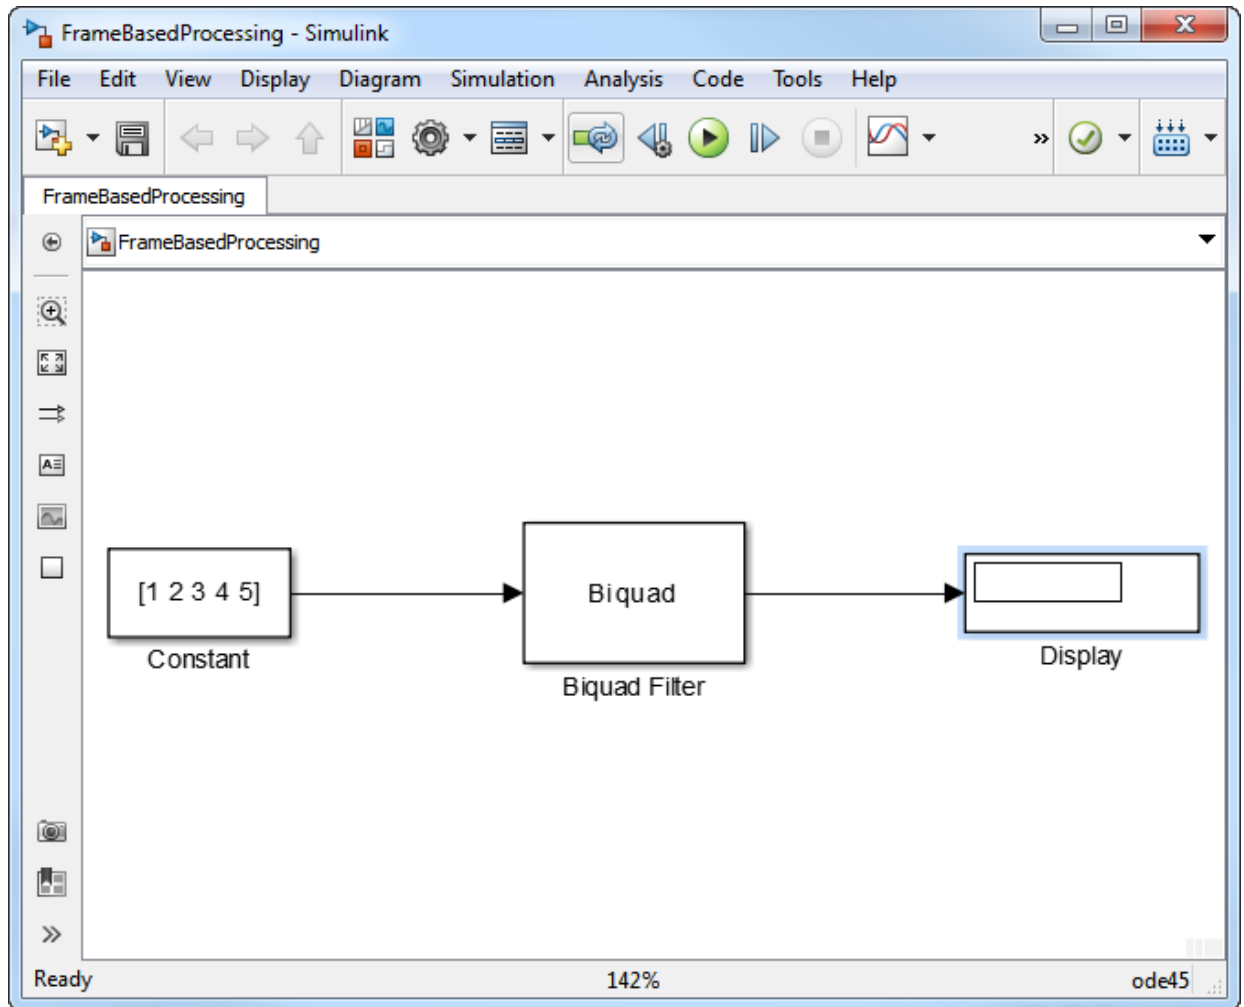 FrameBasedProcessing - Simulink
File Edit View Display Diagram Simulation Analysis Code Tools Help
FrameBasedProcessing
FrameBasedProcessing
[1 2 3 4 5]
Constant
Biquad
Biquad Filter
Display
Ready 142% ode45